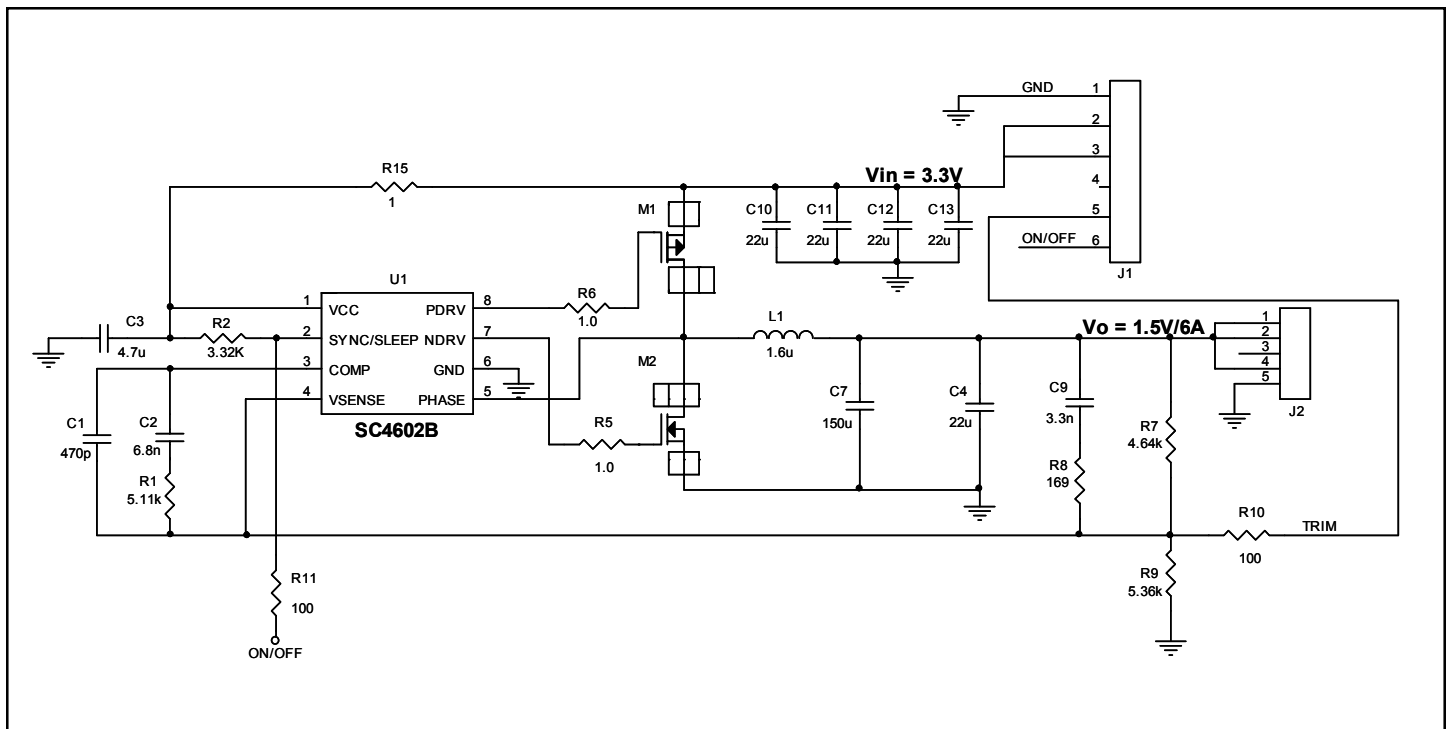 GND
1
2
3
4
5
ON/OFF
6
J1
R15
1
Vin = 3.3V
M1
C10
22u
C11
22u
C12
22u
C13
22u
U1
1
VCC
PDRV
8
2
SYNC/SLEEP
NDRV
7
3
COMP
GND
6
4
VSENSE
PHASE
5
SC4602B
R6
1.0
L1
1.6u
Vo = 1.5V/6A
1
2
3
4
5
J2
C3
4.7u
R2
3.32K
M2
R5
1.0
C1
470p
C2
6.8n
R1
5.11k
C7
150u
C4
22u
C9
3.3n
R8
169
R7
4.64k
R10
100
TRIM
R9
5.36k
R11
100
ON/OFF